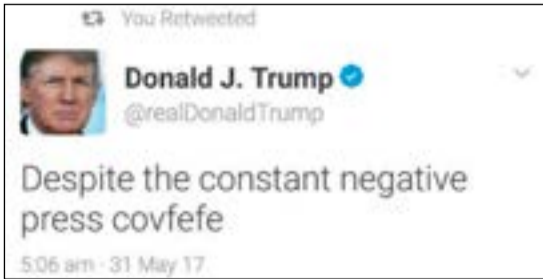 You Retweeted
Donald J. Trump
@realDonaldTrump
Despite the constant negative
press covfefe
5:06 am · 31 May 17